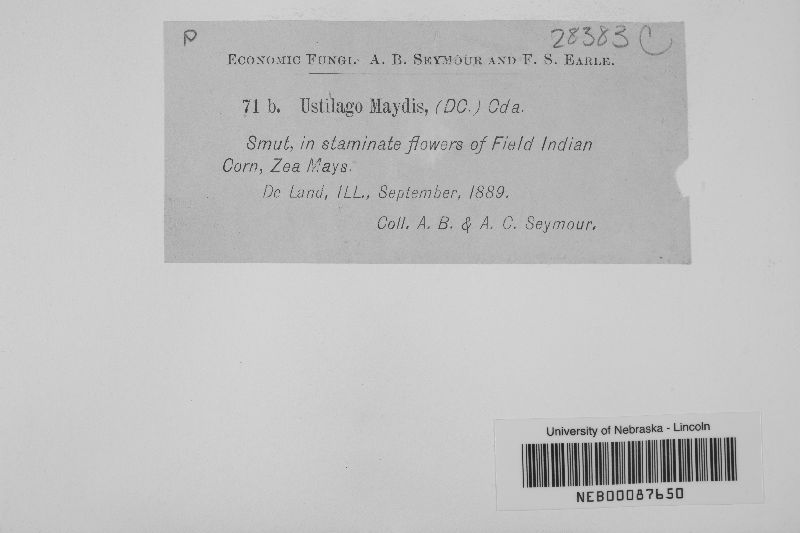 P
28383 C
ECONOMIC FUNGI. A. B. SEYMOUR AND F. S. EARLE.
71 b. Ustilago Maydis, (DC.) Cda.
Smut, in staminate flowers of Field Indian
Corn, Zea Mays.
De Land, ILL., September, 1889.
Coll. A. B. & A. C. Seymour.
University of Nebraska - Lincoln
NEB00087650